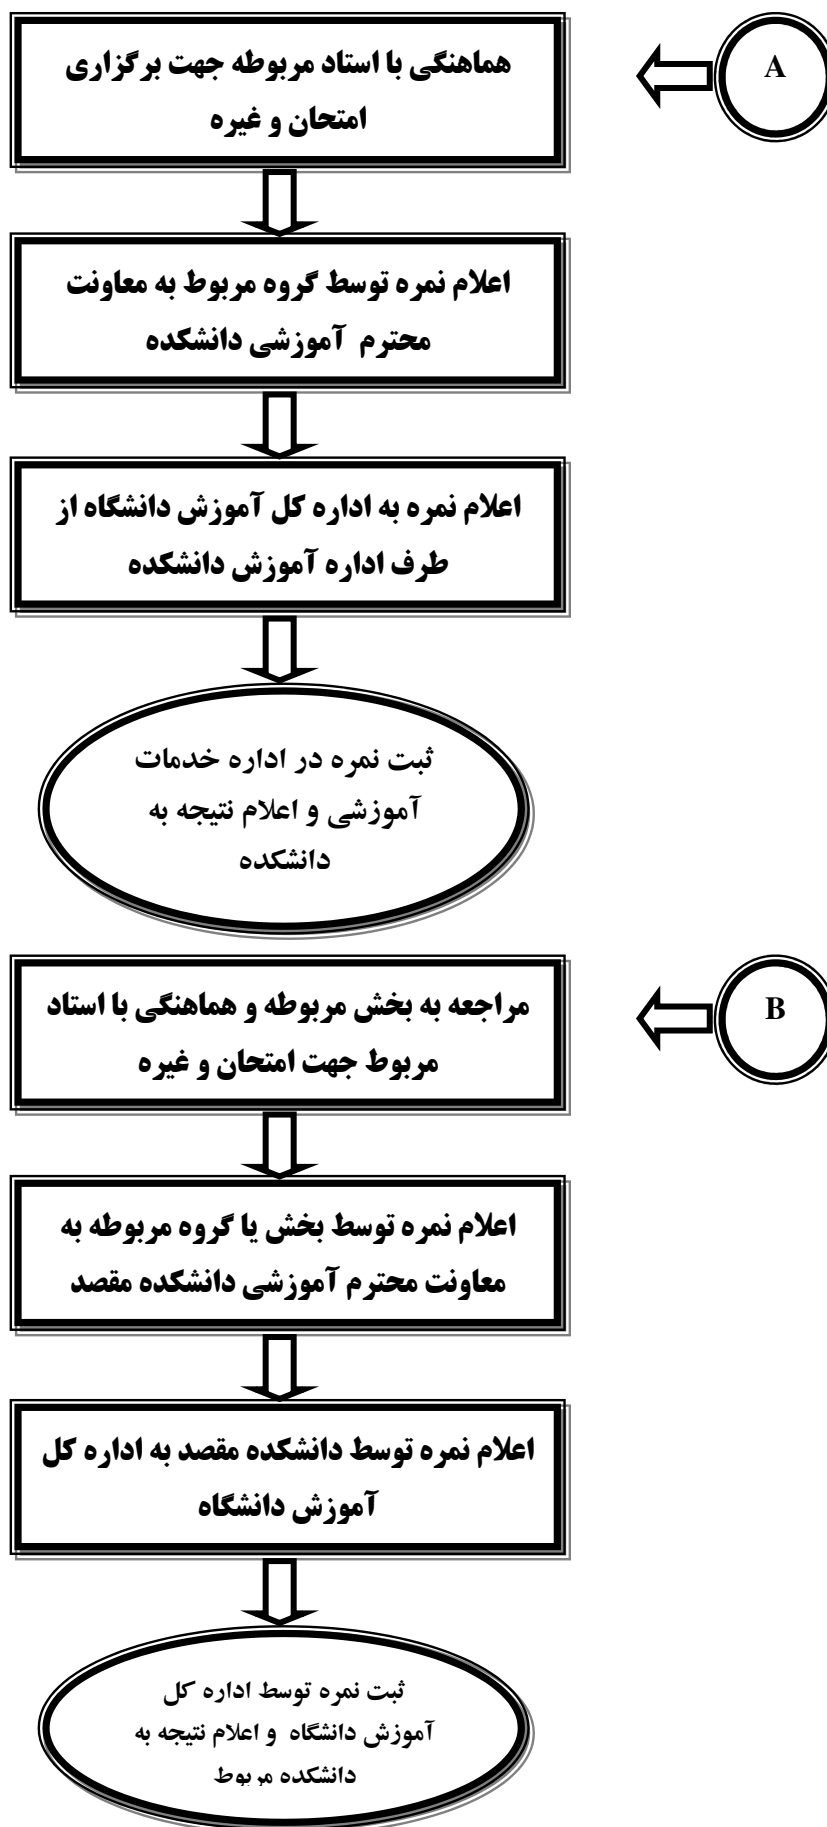 A
هماهنگی با استاد مربوطه جهت برگزاری
امتحان و غیره
اعلام نمره توسط گروه مربوط به معاونت
محترم آموزشی دانشکده
اعلام نمره به اداره کل آموزش دانشگاه از
طرف اداره آموزش دانشکده
ثبت نمره در اداره خدمات
آموزشی و اعلام نتیجه به
دانشکده
B
مراجعه به بخش مربوطه و هماهنگی با استاد
مربوط جهت امتحان و غیره
اعلام نمره توسط بخش یا گروه مربوطه به
معاونت محترم آموزشی دانشکده مقصد
اعلام نمره توسط دانشکده مقصد به اداره کل
آموزش دانشگاه
ثبت نمره توسط اداره کل
آموزش دانشگاه و اعلام نتیجه به
دانشکده مربوط